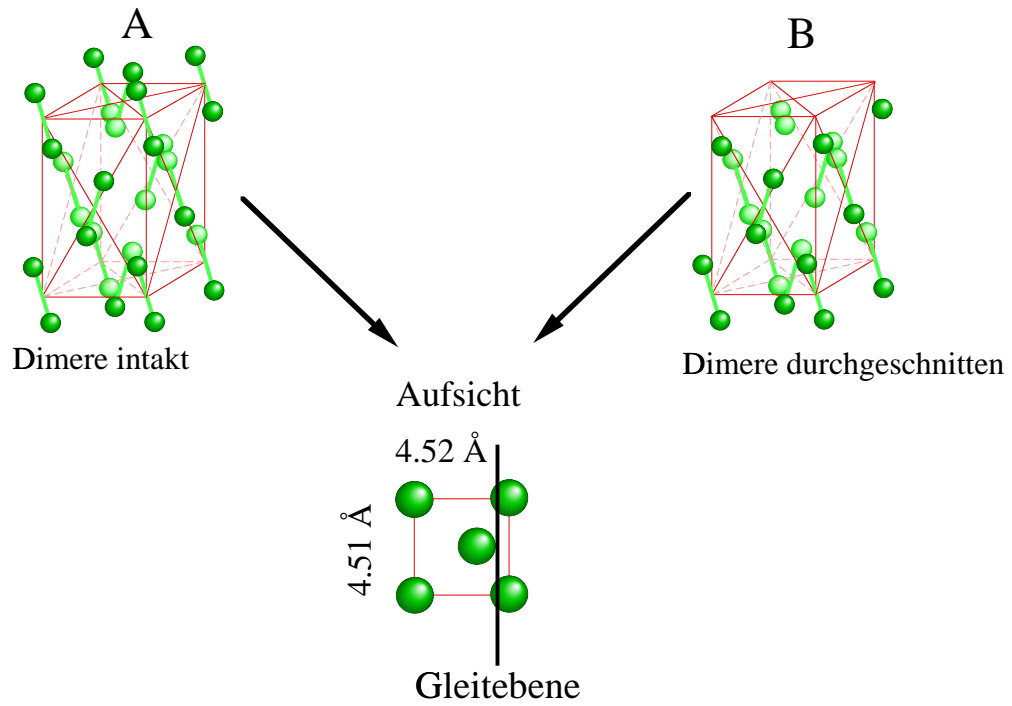 A
B
Dimere intakt
Dimere durchgeschnitten
Aufsicht
4.52 Å
4.51 Å
Gleitebene